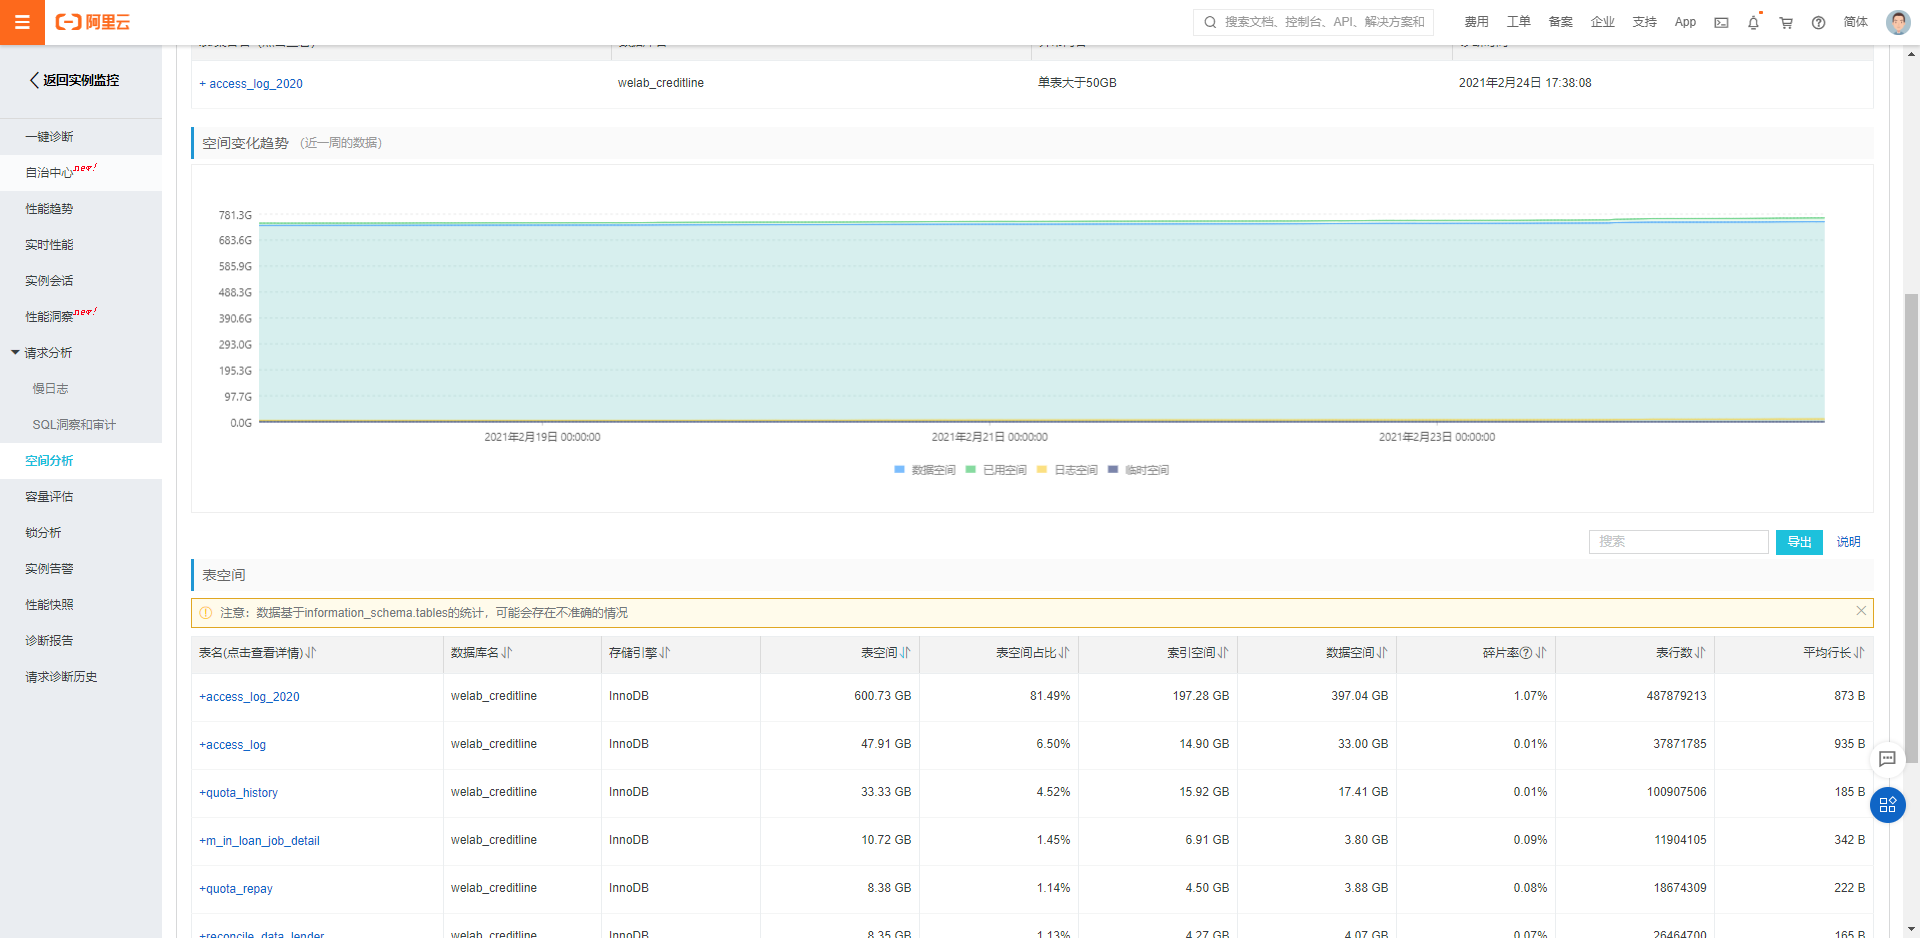 阿里云
搜索文档、控制台、API、解决方案和
费用 工单 备案 企业 支持 App 简体
返回实例监控
一键诊断
自治中心 new!
性能趋势
实时性能
实例会话
性能洞察 new!
请求分析
慢日志
SQL洞察和审计
空间分析
容量评估
锁分析
实例告警
性能快照
诊断报告
请求诊断历史
+ access_log_2020 welab_creditline 单表大于50GB 2021年2月24日 17:38:08
空间变化趋势 (近一周的数据)
781.3G
683.6G
585.9G
488.3G
390.6G
293.0G
195.3G
97.7G
0.0G
2021年2月19日 00:00:00 2021年2月21日 00:00:00 2021年2月23日 00:00:00
数据空间 已用空间 日志空间 临时空间
搜索 导出 说明
表空间
注意：数据基于information_schema.tables的统计，可能会存在不准确的情况
表名(点击查看详情) 数据库名 存储引擎 表空间 表空间占比 索引空间 数据空间 碎片率 表行数 平均行长
+access_log_2020 welab_creditline InnoDB 600.73 GB 81.49% 197.28 GB 397.04 GB 1.07% 487879213 873 B
+access_log welab_creditline InnoDB 47.91 GB 6.50% 14.90 GB 33.00 GB 0.01% 37871785 935 B
+quota_history welab_creditline InnoDB 33.33 GB 4.52% 15.92 GB 17.41 GB 0.01% 100907506 185 B
+m_in_loan_job_detail welab_creditline InnoDB 10.72 GB 1.45% 6.91 GB 3.80 GB 0.09% 11904105 342 B
+quota_repay welab_creditline InnoDB 8.38 GB 1.14% 4.50 GB 3.88 GB 0.08% 18674309 222 B
+reconcile_data_lender welab_creditline InnoDB 8.35 GB 1.13% 4.27 GB 4.07 GB 0.07% 26464700 165 B